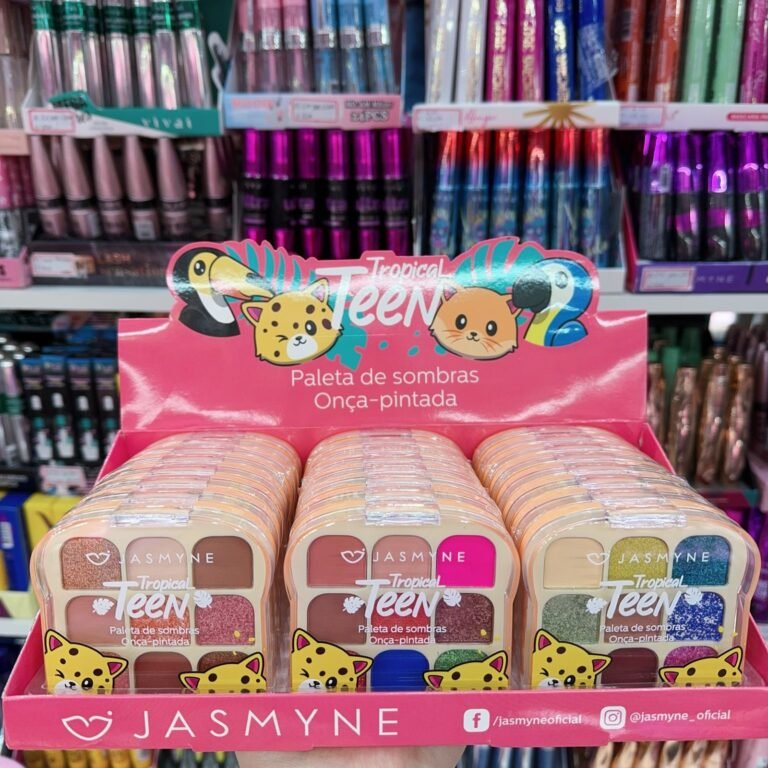 vivai
Tropical
TEEN
Paleta de sombras
Onça-pintada
JASMYNE
Tropical
TEEN
Paleta de sombras
Onça-pintada
JASMYNE
Tropical
TEEN
Paleta de sombras
Onça-pintada
JASMYNE
Tropical
TEEN
Paleta de sombras
Onça-pintada
JASMYNE
f /jasmyneoficial
@jasmyne_oficial